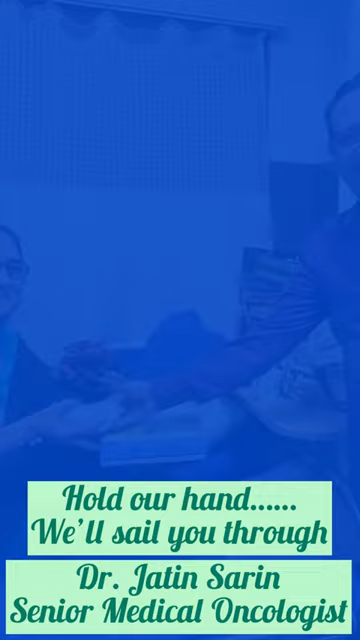 Hold our hand......
We'll sail you through
Dr. Jatin Sarin
Senior Medical Oncologist